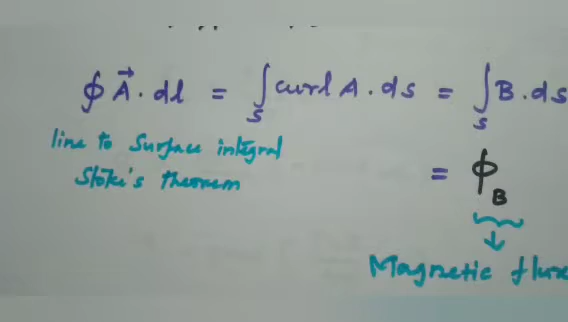 ∮ A⃗ . dl = ∫S curl A . ds = ∫S B . ds
line to Surface integral
Stoke's theorem
= ϕB
Magnetic flux